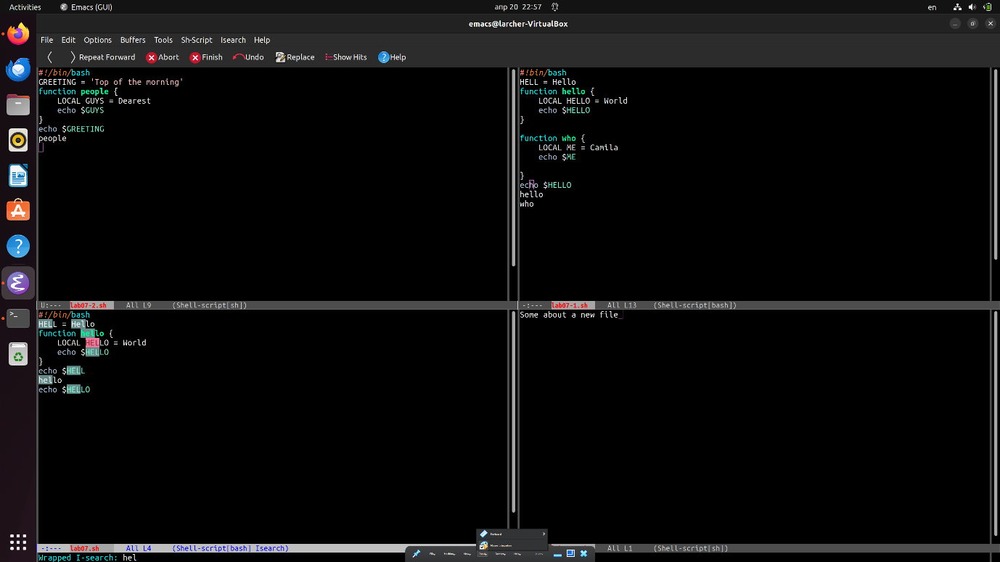 Activities Emacs (GUI) апр 20 22:57 en
emacs@larcher-VirtualBox
File Edit Options Buffers Tools Sh-Script Isearch Help
Repeat Forward Abort Finish Undo Replace Show Hits Help
#!/bin/bash
GREETING = 'Top of the morning'
function people {
    LOCAL GUYS = Dearest
    echo $GUYS
}
echo $GREETING
people
U:--- lab07-2.sh All L9 (Shell-script[sh])
#!bin/bash
HELL = Hello
function hello {
    LOCAL HELLO = World
    echo $HELLO
}
function who {
    LOCAL ME = Camila
    echo $ME
}
echo $HELLO
hello
who
-:--- lab07-1.sh All L13 (Shell-script[bash])
#!/bin/bash
HELL = Hello
function hello {
    LOCAL HELLO = World
    echo $HELLO
}
echo $HELL
hello
echo $HELLO
-:--- lab07.sh All L4 (Shell-script[bash] Isearch)
Some about a new file
All L1 (Shell-script[sh])
Keyboard
Mouse Integration
Wrapped I-search: hel